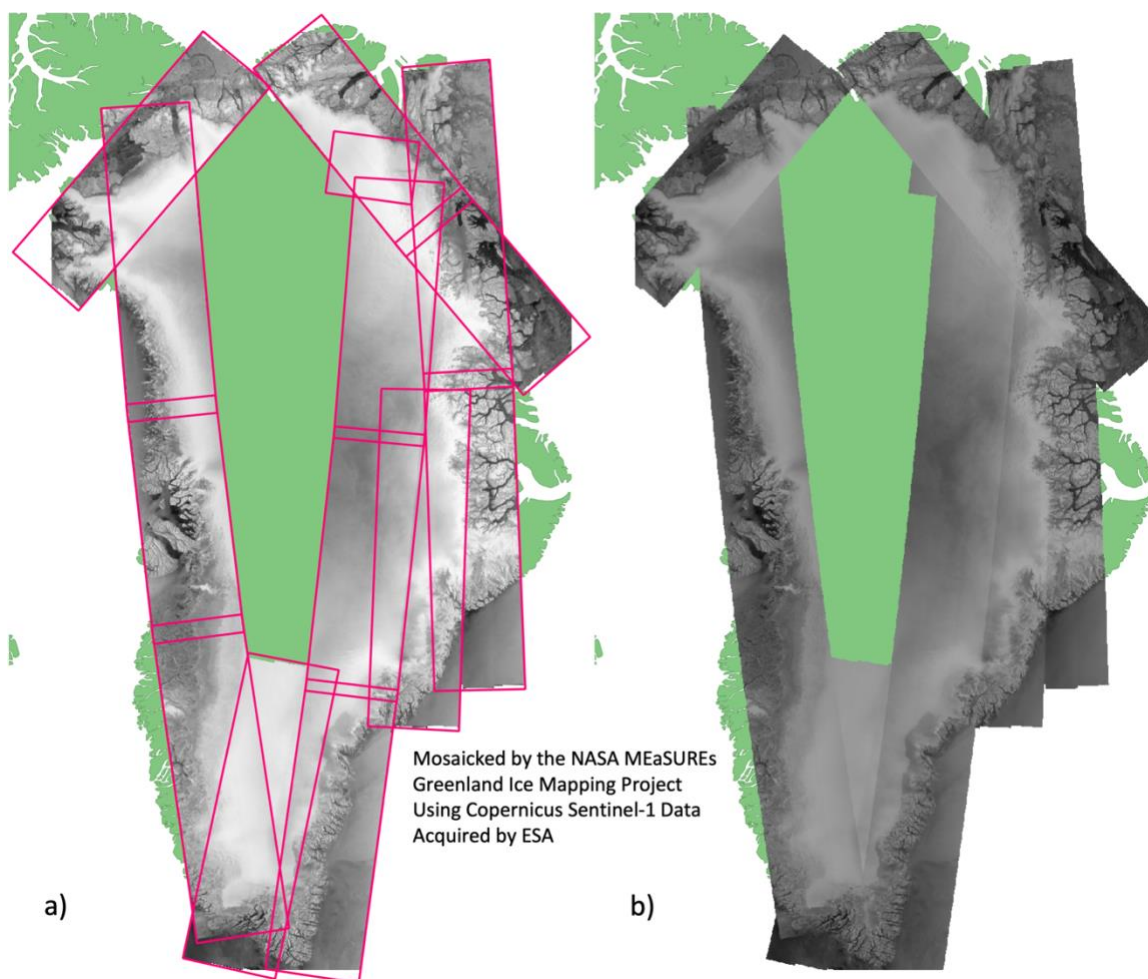 Mosaicked by the NASA MEaSUREs
Greenland Ice Mapping Project
Using Copernicus Sentinel-1 Data
Acquired by ESA
a)
b)